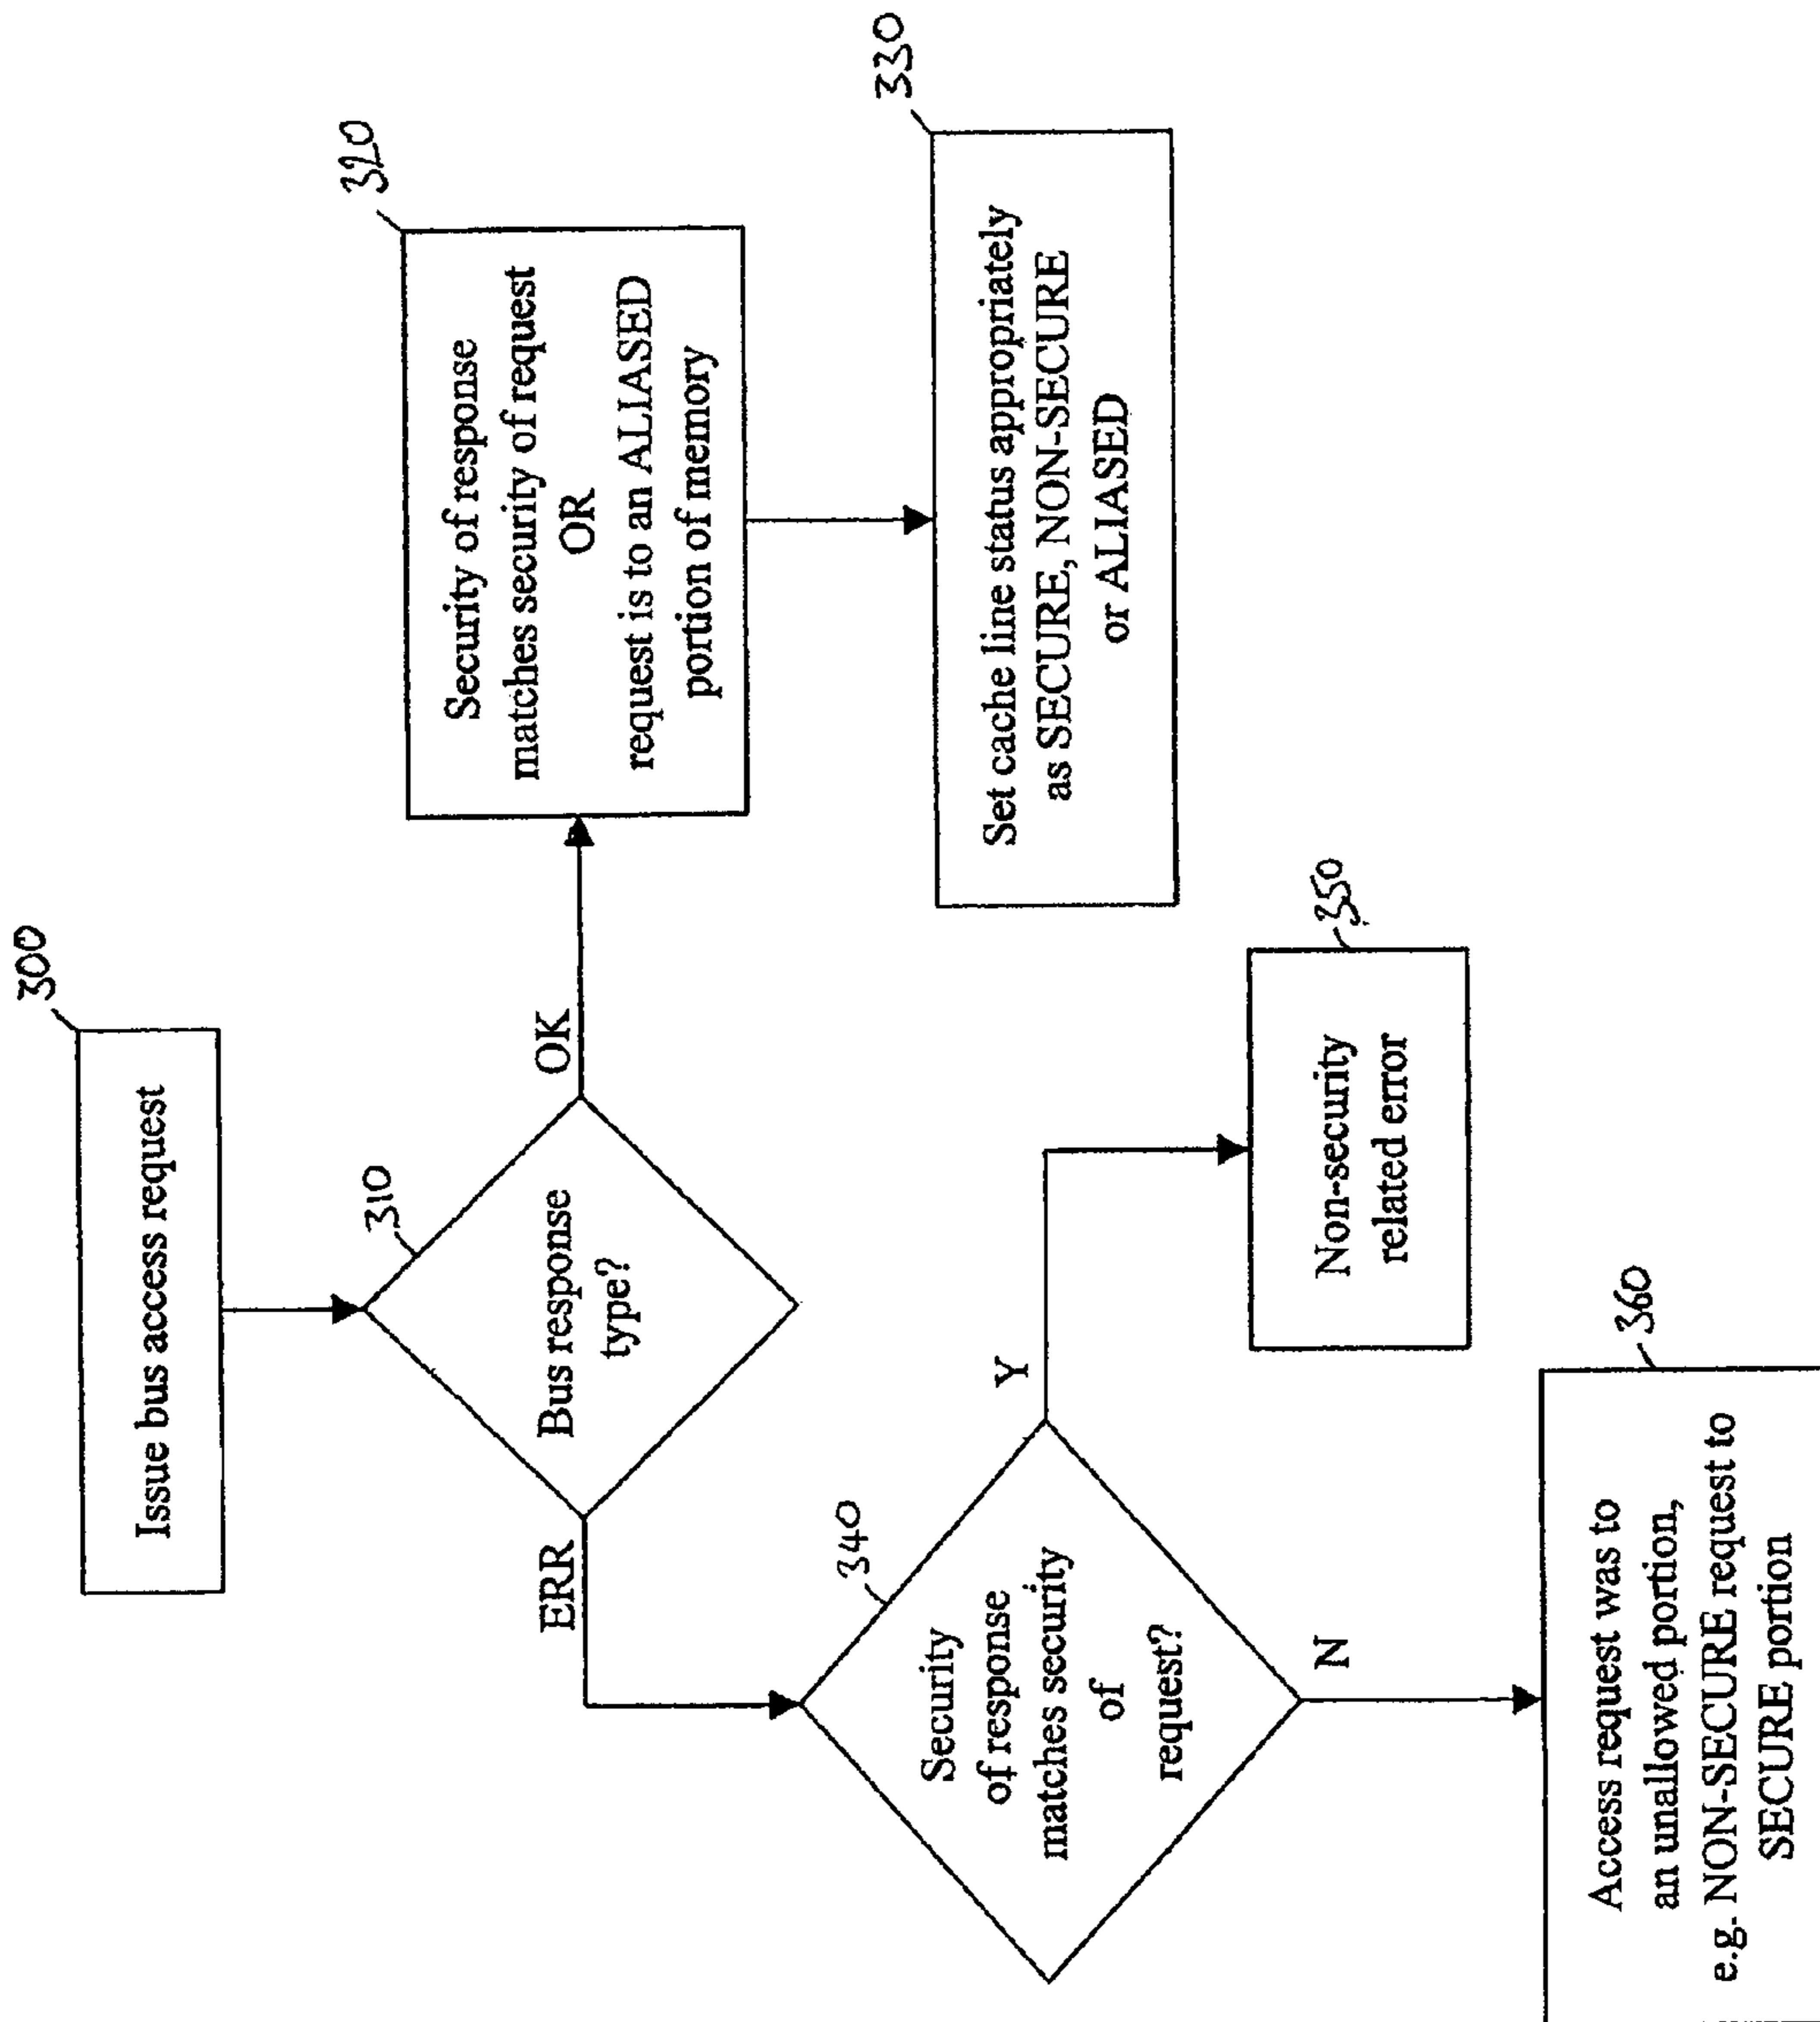 300
Issue bus access request
310
Bus response
type?
OK
ERR
320
Security of response
matches security of request
OR
request is to an ALIASED
portion of memory
330
Set cache line status appropriately
as SECURE, NON-SECURE
or ALIASED
340
Security
of response
matches security
of
request?
Y
N
350
Non-security
related error
360
Access request was to
an unallowed portion,
e.g. NON-SECURE request to
SECURE portion